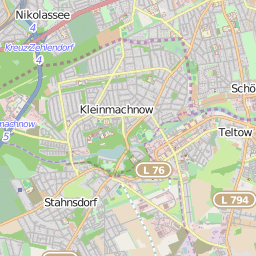 Nikolassee
4
Kreuz Zehlendorf
4
Schö
Kleinmachnow
machnow
5
Teltow
L 76
L 794
Stahnsdorf